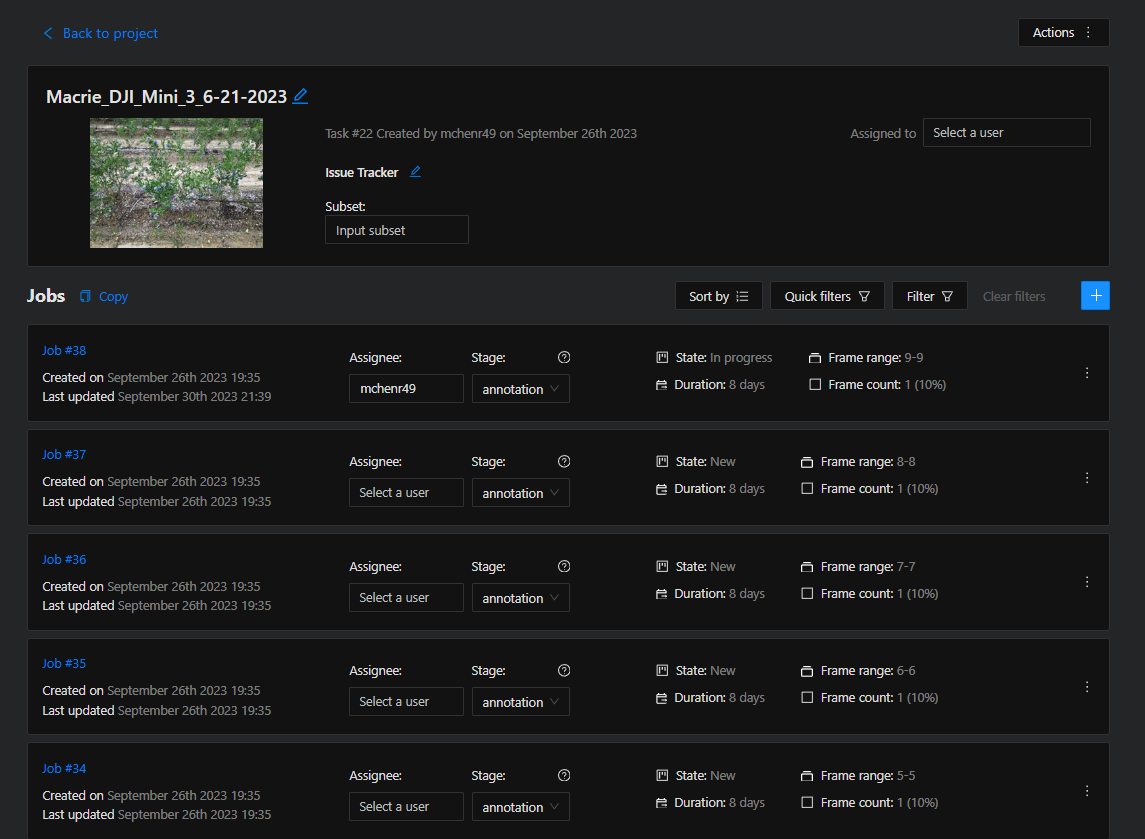 Back to project
Actions
Macrie_DJI_Mini_3_6-21-2023
Task #22 Created by mchenr49 on September 26th 2023
Assigned to Select a user
Issue Tracker
Subset:
Input subset
Jobs Copy Sort by Quick filters Filter Clear filters
Job #38
Created on September 26th 2023 19:35
Last updated September 30th 2023 21:39
Assignee:
mchenr49
Stage:
annotation
State: In progress
Duration: 8 days
Frame range: 9-9
Frame count: 1 (10%)
Job #37
Created on September 26th 2023 19:35
Last updated September 26th 2023 19:35
Assignee:
Select a user
Stage:
annotation
State: New
Duration: 8 days
Frame range: 8-8
Frame count: 1 (10%)
Job #36
Created on September 26th 2023 19:35
Last updated September 26th 2023 19:35
Assignee:
Select a user
Stage:
annotation
State: New
Duration: 8 days
Frame range: 7-7
Frame count: 1 (10%)
Job #35
Created on September 26th 2023 19:35
Last updated September 26th 2023 19:35
Assignee:
Select a user
Stage:
annotation
State: New
Duration: 8 days
Frame range: 6-6
Frame count: 1 (10%)
Job #34
Created on September 26th 2023 19:35
Last updated September 26th 2023 19:35
Assignee:
Select a user
Stage:
annotation
State: New
Duration: 8 days
Frame range: 5-5
Frame count: 1 (10%)